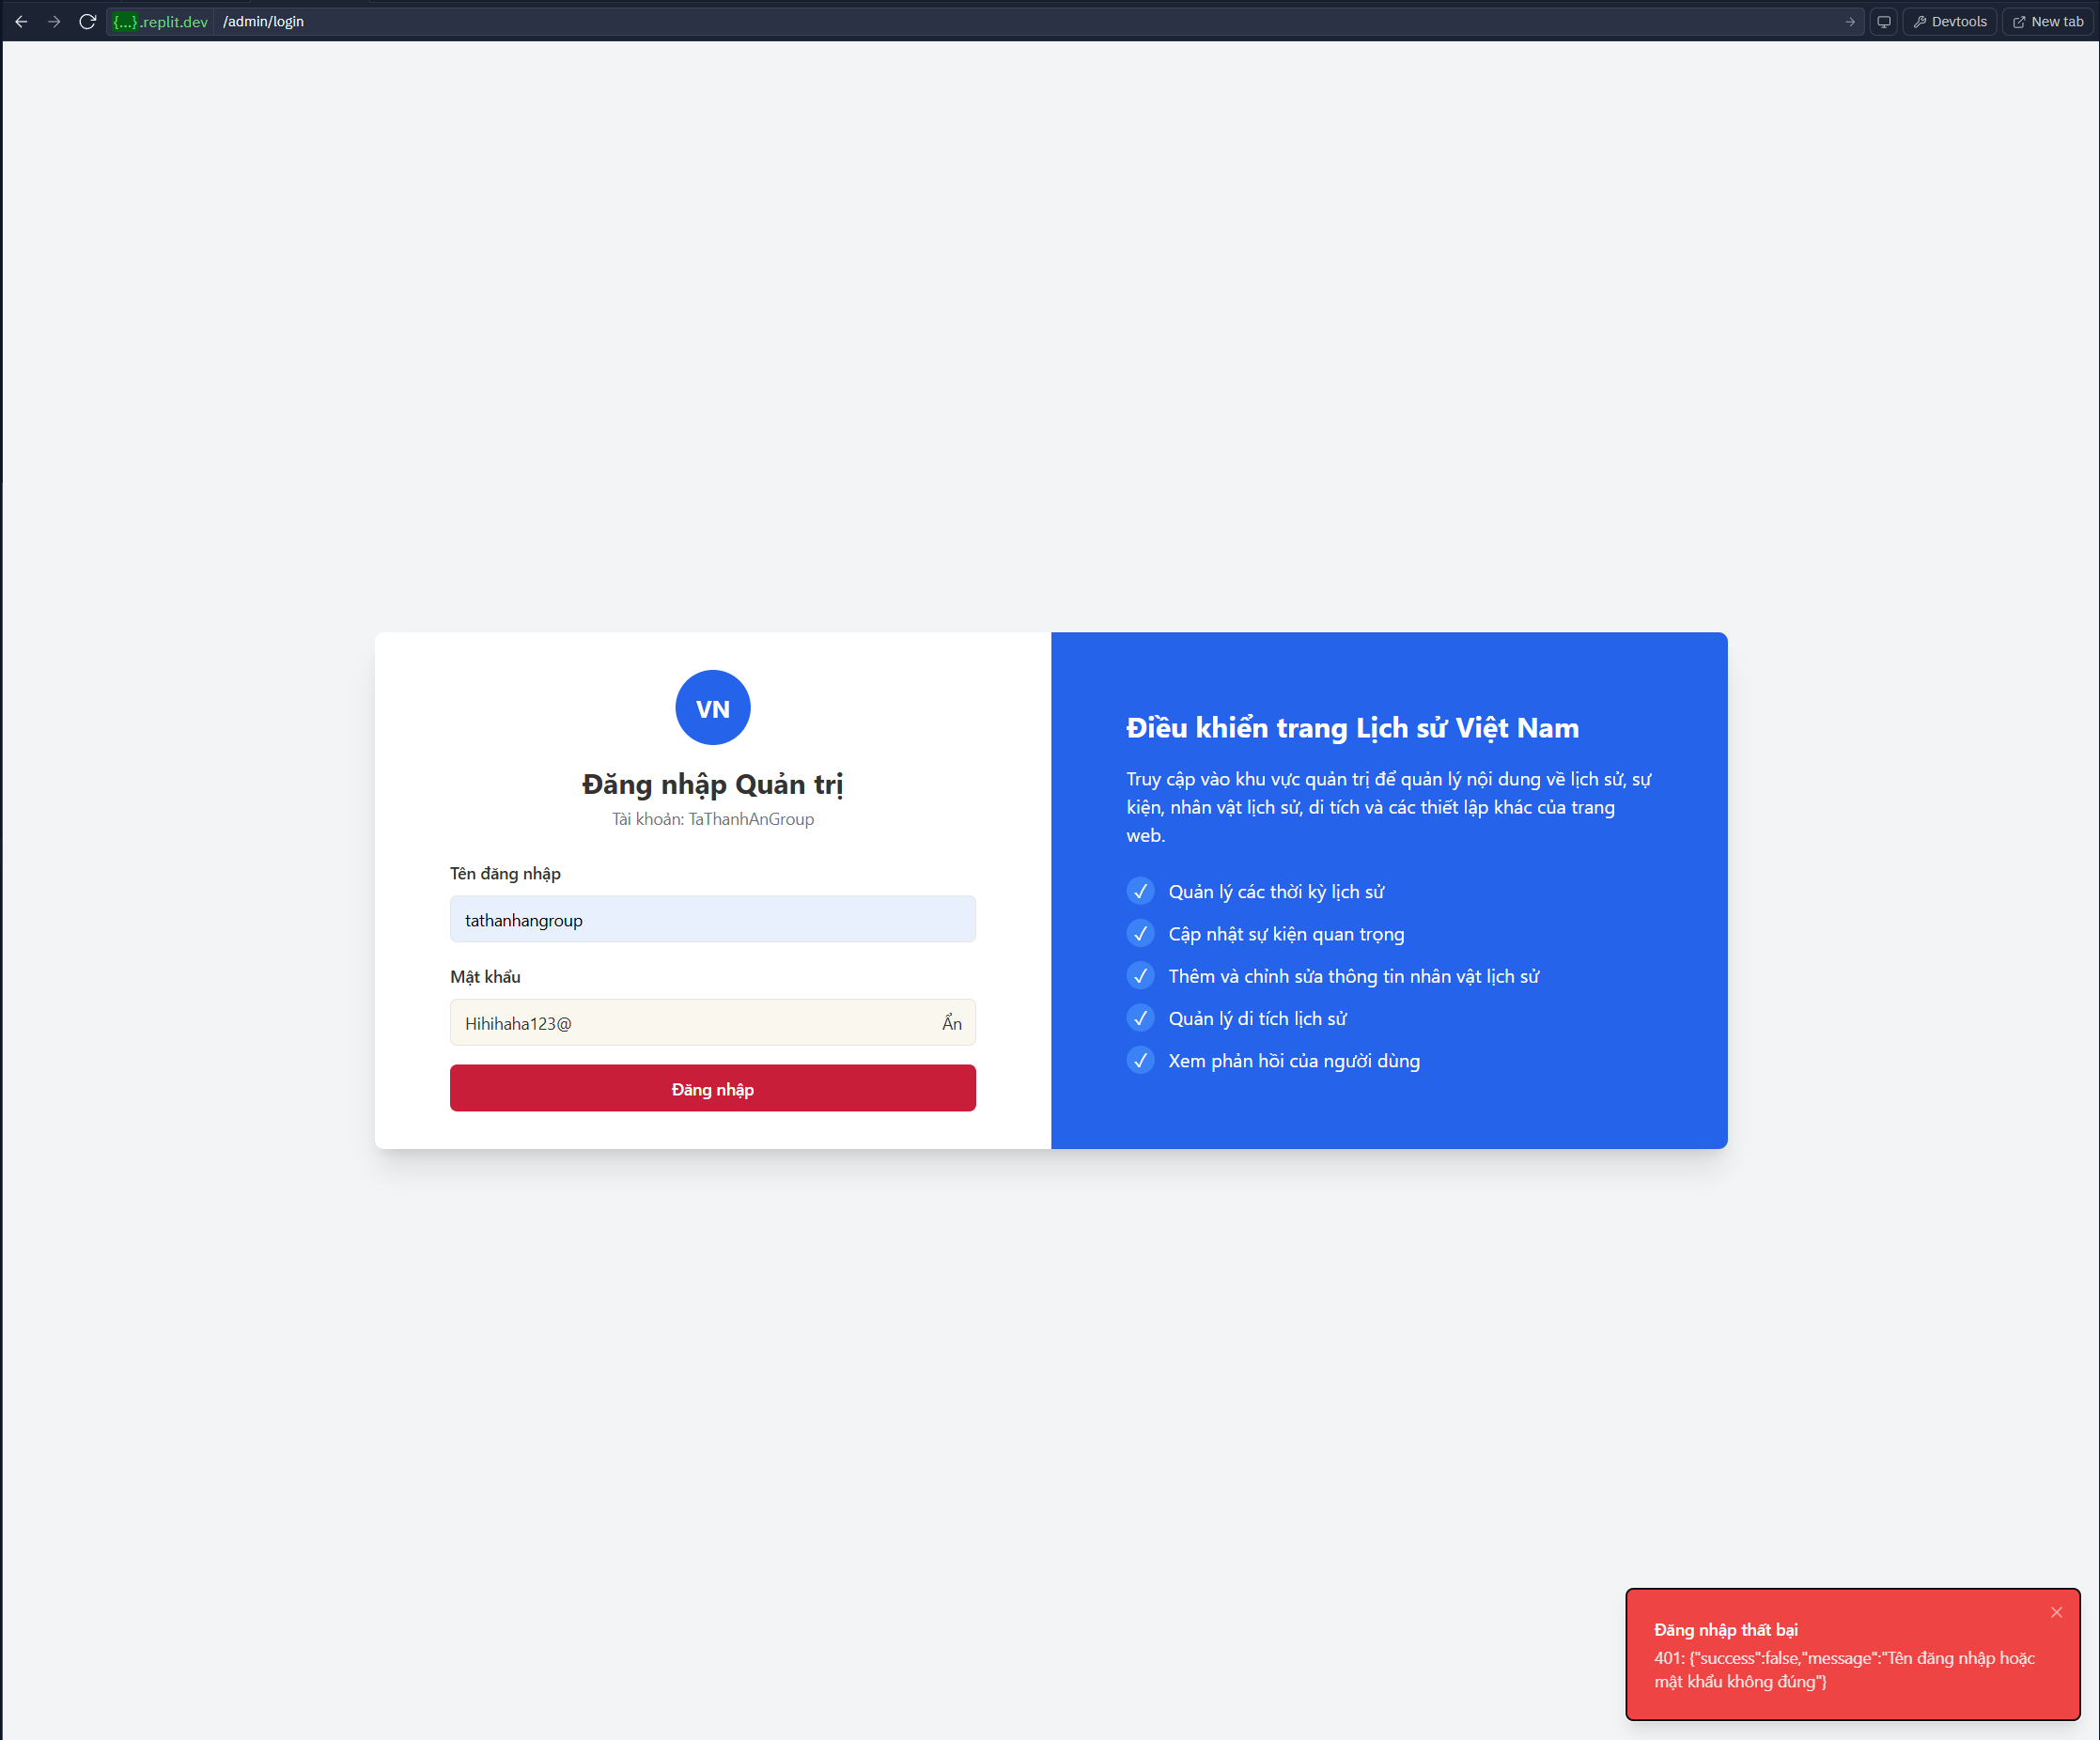 {...}.replit.dev /admin/login Devtools New tab
VN
Đăng nhập Quản trị
Tài khoản: TaThanhAnGroup
Tên đăng nhập
tathanhangroup
Mật khẩu
Hihihaha123@ Ẩn
Đăng nhập
Điều khiển trang Lịch sử Việt Nam
Truy cập vào khu vực quản trị để quản lý nội dung về lịch sử, sự
kiện, nhân vật lịch sử, di tích và các thiết lập khác của trang
web.
✓ Quản lý các thời kỳ lịch sử
✓ Cập nhật sự kiện quan trọng
✓ Thêm và chỉnh sửa thông tin nhân vật lịch sử
✓ Quản lý di tích lịch sử
✓ Xem phản hồi của người dùng
Đăng nhập thất bại
401: {"success":false,"message":"Tên đăng nhập hoặc
mật khẩu không đúng"}